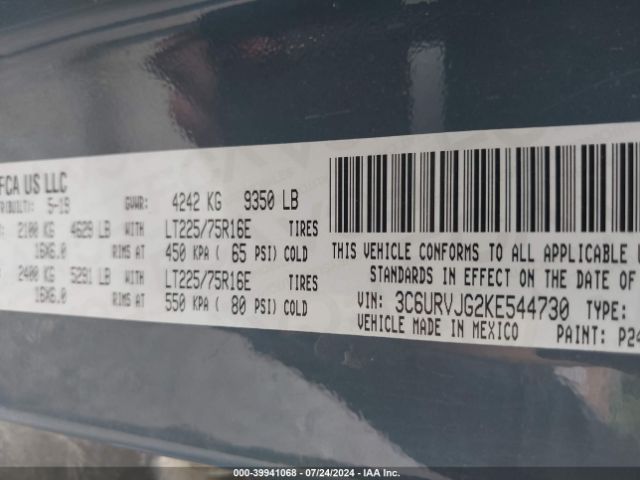 FCA US LLC
5-19 GVWR: 4242 KG 9350 LB
2100 KG 4629 LB WITH LT225/75R16E TIRES
16X6.0 RIMS AT 450 KPA ( 65 PSI) COLD
2400 KG 5291 LB WITH LT225/75R16E TIRES
16X6.0 RIMS AT 550 KPA ( 80 PSI) COLD
THIS VEHICLE CONFORMS TO ALL APPLICABLE
STANDARDS IN EFFECT ON THE DATE OF
VIN: 3C6URVJG2KE544730 TYPE:
VEHICLE MADE IN MEXICO PAINT: P24
000-39941068 - 07/24/2024 - IAA Inc.